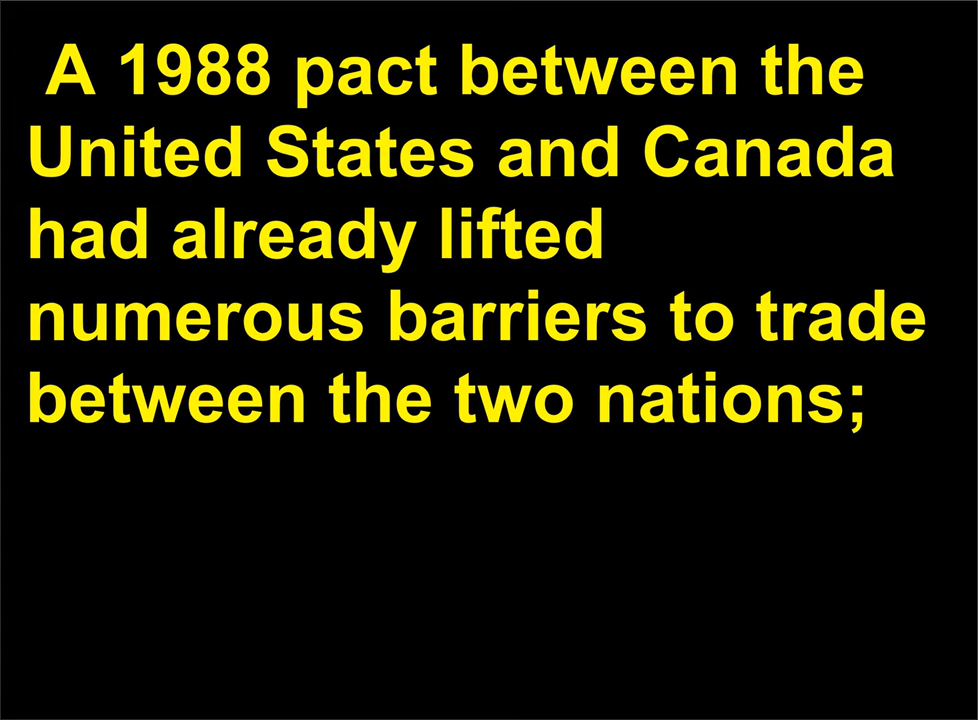 A 1988 pact between the
United States and Canada
had already lifted
numerous barriers to trade
between the two nations;